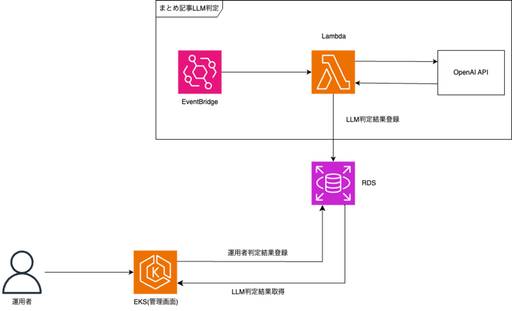 まとめ記事LLM判定
Lambda
OpenAI API
EventBridge
LLM判定結果登録
RDS
運用者判定結果登録
LLM判定結果取得
運用者
EKS(管理画面)